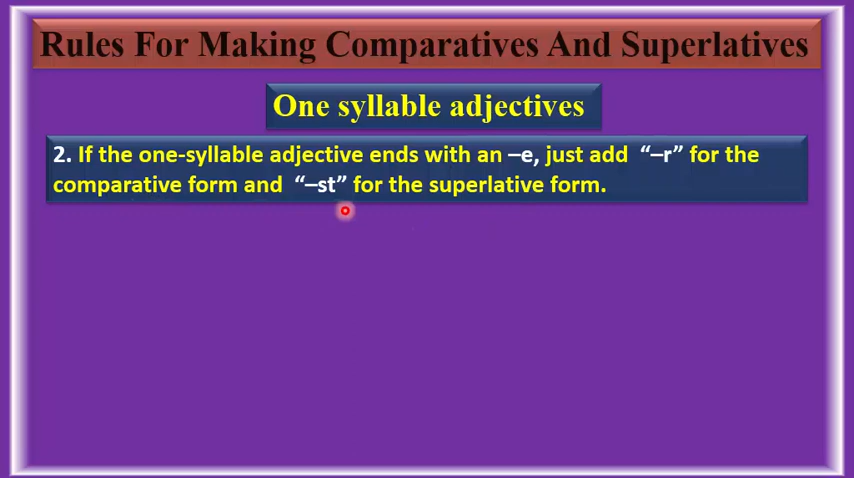 Rules For Making Comparatives And Superlatives
One syllable adjectives
2. If the one-syllable adjective ends with an –e, just add “–r” for the
comparative form and “–st” for the superlative form.